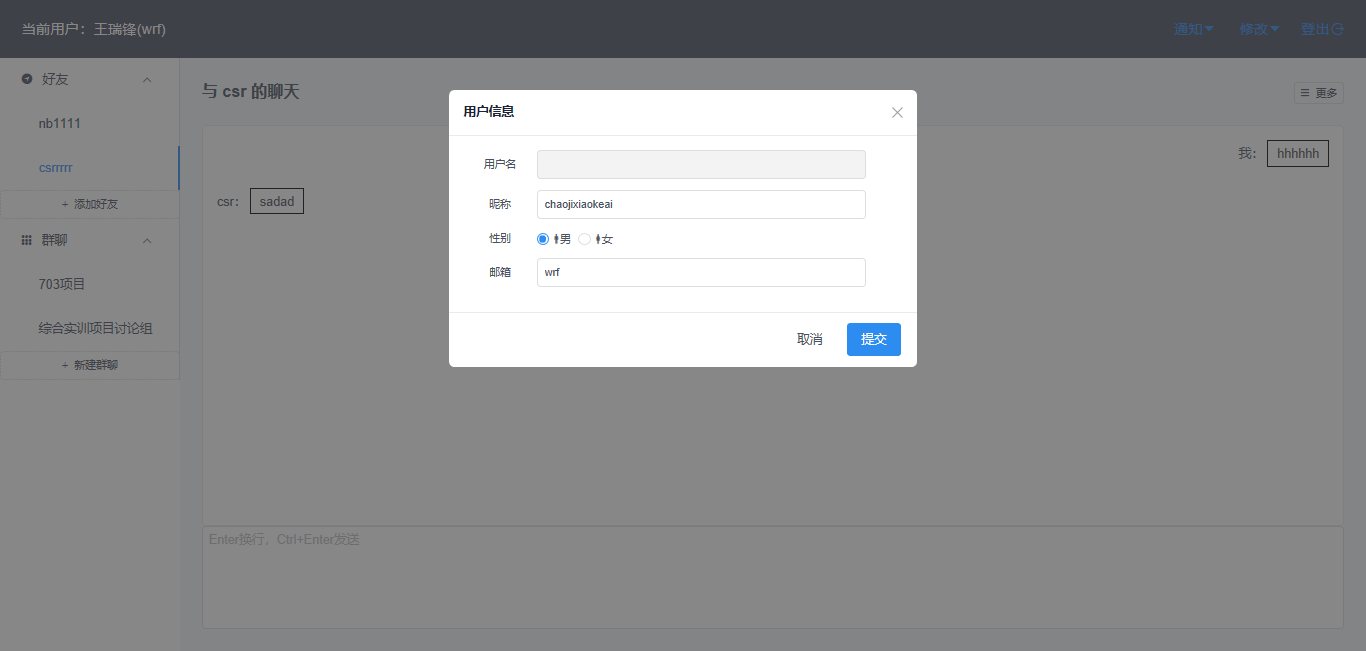 当前用户：王瑞锋(wrf)
通知
修改
登出
好友
nb1111
csrrrrr
+ 添加好友
群聊
703项目
综合实训项目讨论组
+ 新建群聊
与 csr 的聊天
更多
我：
hhhhhh
csr：
sadad
Enter换行，Ctrl+Enter发送
用户信息
用户名
昵称
chaojixiaokeai
性别
男
女
邮箱
wrf
取消
提交